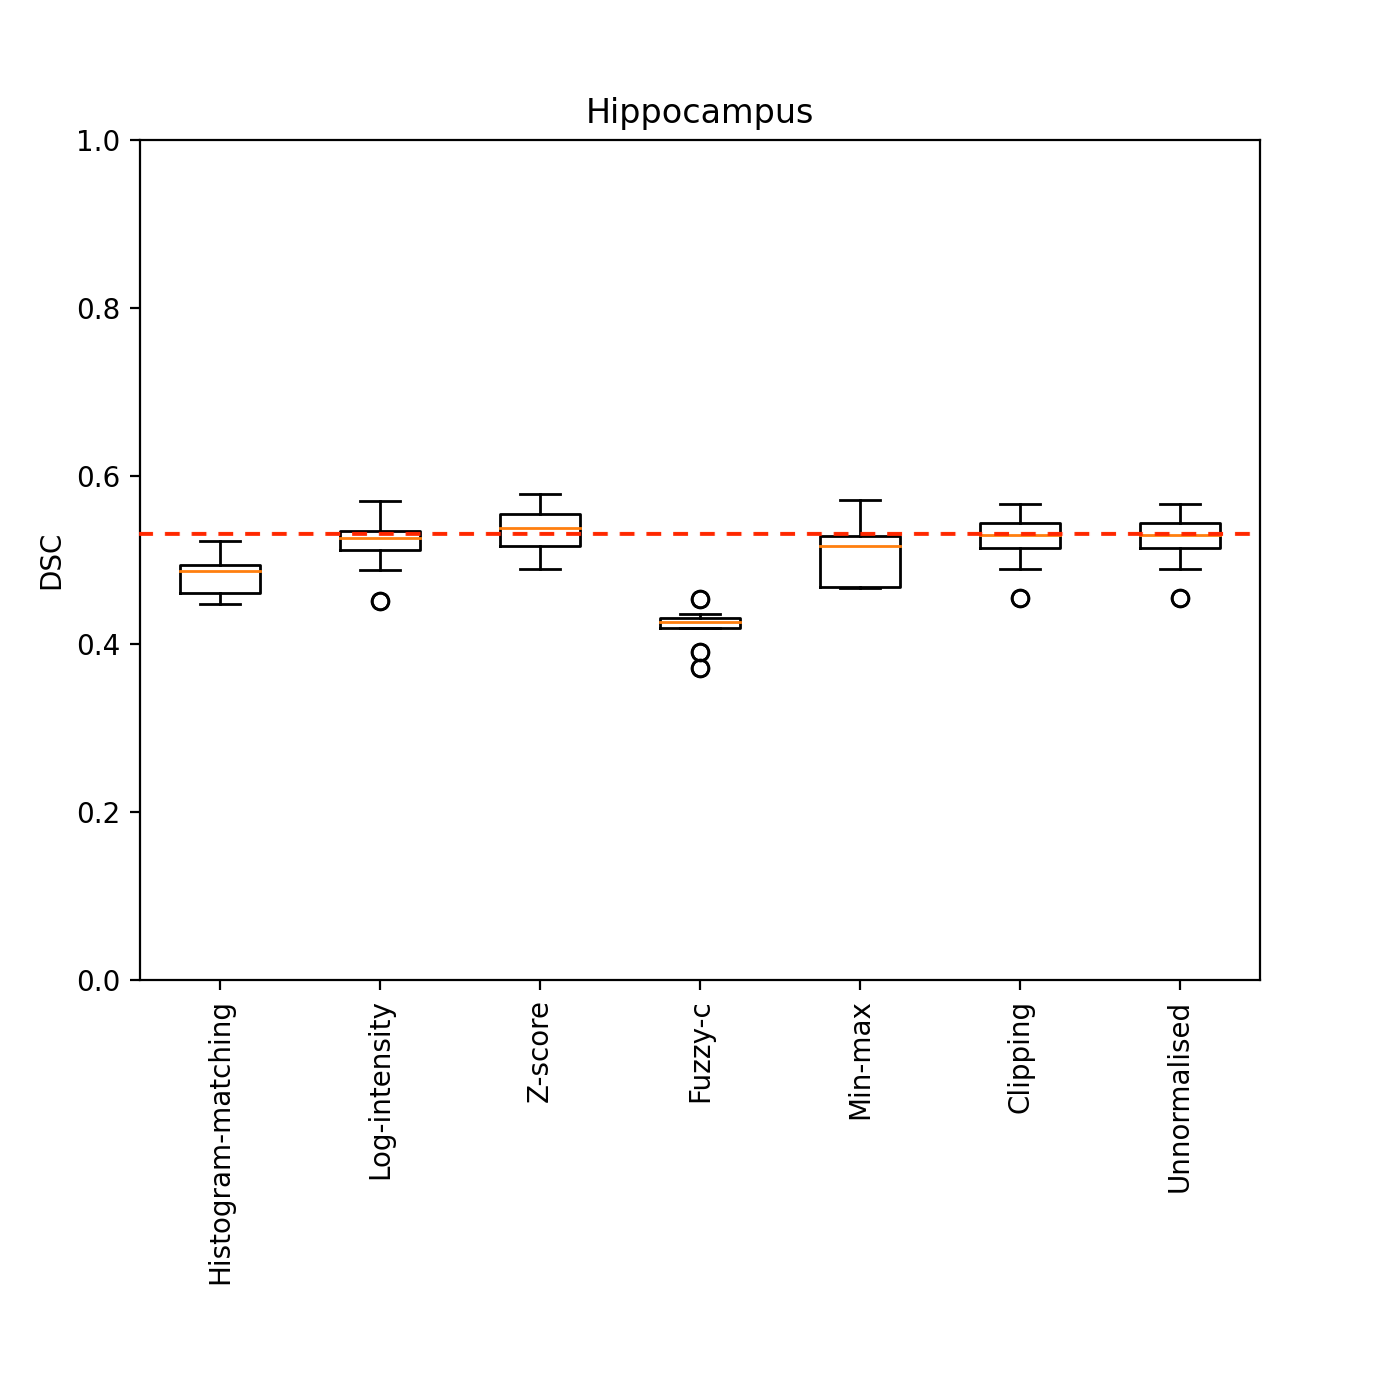 Hippocampus
1.0
0.8
0.6
0.4
0.2
0.0
DSC
Histogram-matching
Log-intensity
Z-score
Fuzzy-c
Min-max
Clipping
Unnormalised